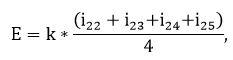 E = k * (i₂₂ + i₂₃+i₂₄+i₂₅) / 4,